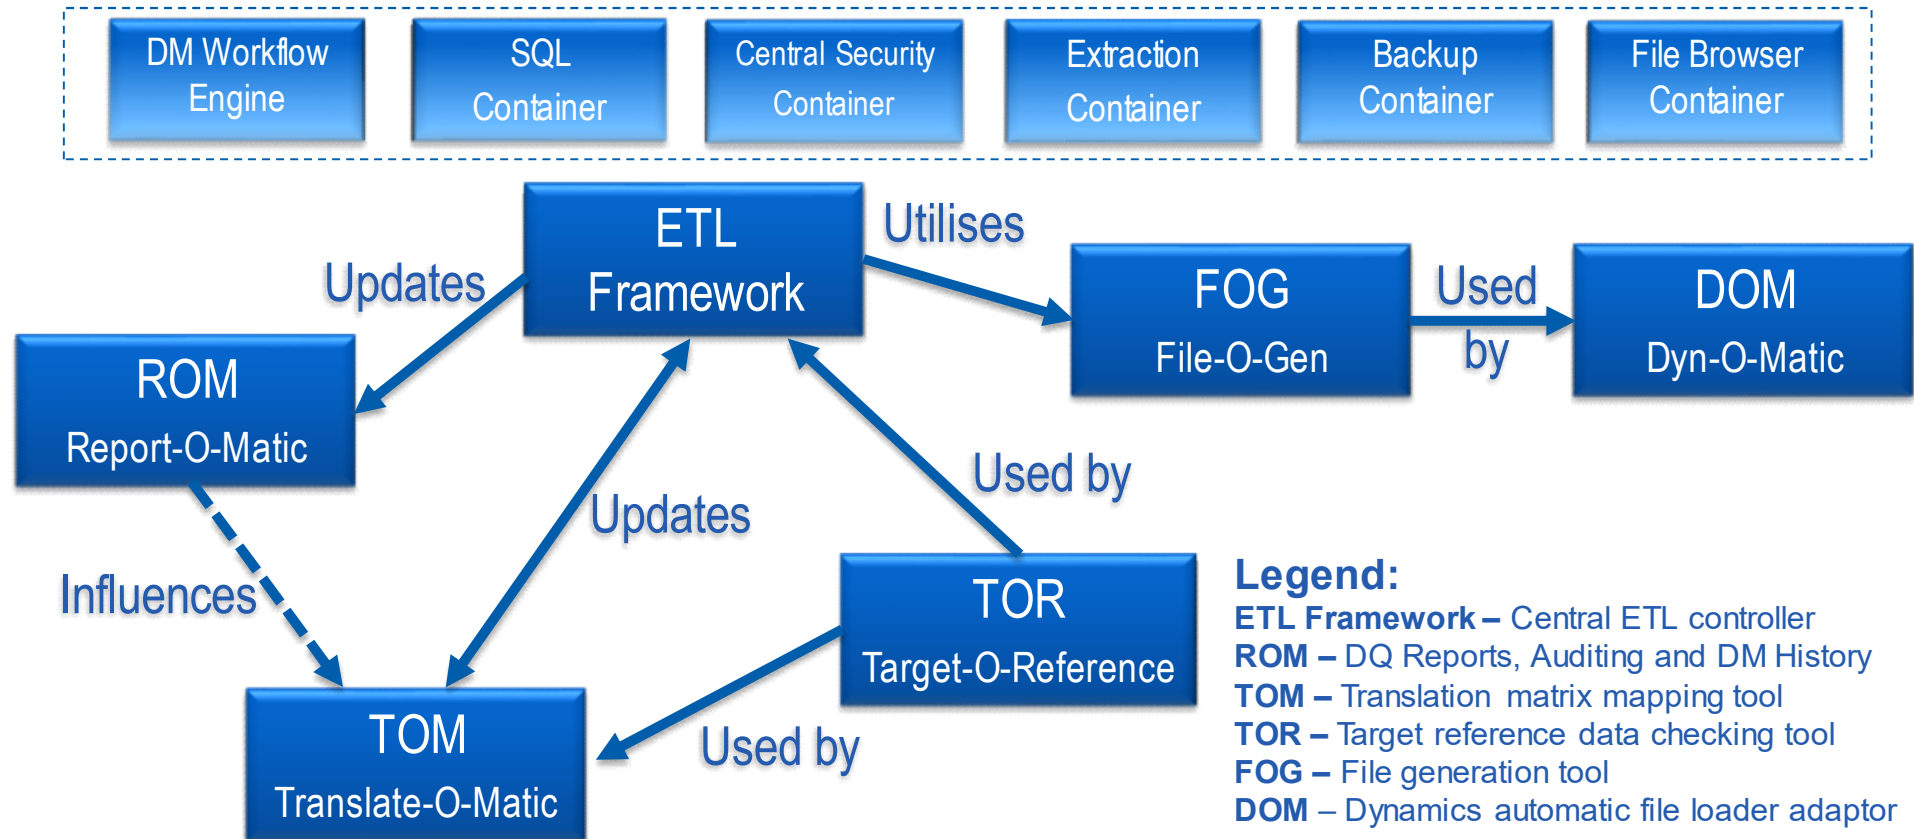 DM Workflow
Engine
SQL
Container
Central Security
Container
Extraction
Container
Backup
Container
File Browser
Container
ETL
Framework
Utilises
Updates
FOG
File-O-Gen
Used
by
DOM
Dyn-O-Matic
ROM
Report-O-Matic
Used by
Updates
Influences
TOR
Target-O-Reference
TOM
Translate-O-Matic
Used by
Legend:
ETL Framework – Central ETL controller
ROM – DQ Reports, Auditing and DM History
TOM – Translation matrix mapping tool
TOR – Target reference data checking tool
FOG – File generation tool
DOM – Dynamics automatic file loader adaptor